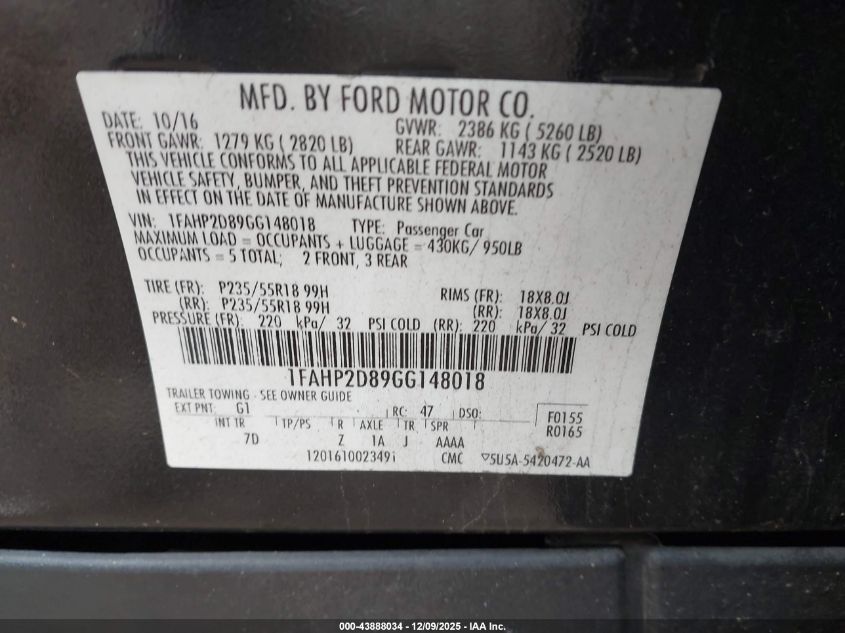 MFD. BY FORD MOTOR CO.
DATE: 10/16 GVWR: 2386 KG ( 5260 LB)
FRONT GAWR: 1279 KG ( 2820 LB) REAR GAWR: 1143 KG ( 2520 LB)
THIS VEHICLE CONFORMS TO ALL APPLICABLE FEDERAL MOTOR
VEHICLE SAFETY, BUMPER, AND THEFT PREVENTION STANDARDS
IN EFFECT ON THE DATE OF MANUFACTURE SHOWN ABOVE.
VIN: 1FAHP2D89GG148018 TYPE: Passenger Car
MAXIMUM LOAD = OCCUPANTS + LUGGAGE = 430KG/ 950LB
OCCUPANTS = 5 TOTAL; 2 FRONT, 3 REAR
TIRE (FR): P235/55R18 99H RIMS (FR): 18X8.0J
(RR): P235/55R18 99H (RR): 18X8.0J
PRESSURE (FR): 220 kPa/ 32 PSI COLD (RR): 220 kPa/ 32 PSI COLD
1FAHP2D89GG148018
TRAILER TOWING - SEE OWNER GUIDE
EXT PNT: G1 RC: 47 DSO: F0155
INT TR TP/PS R AXLE TR SPR R0165
7D Z 1A J AAAA
1201610023491 CMC ▽5U5A-5420472-AA
000-43888034 - 12/09/2025 - IAA Inc.